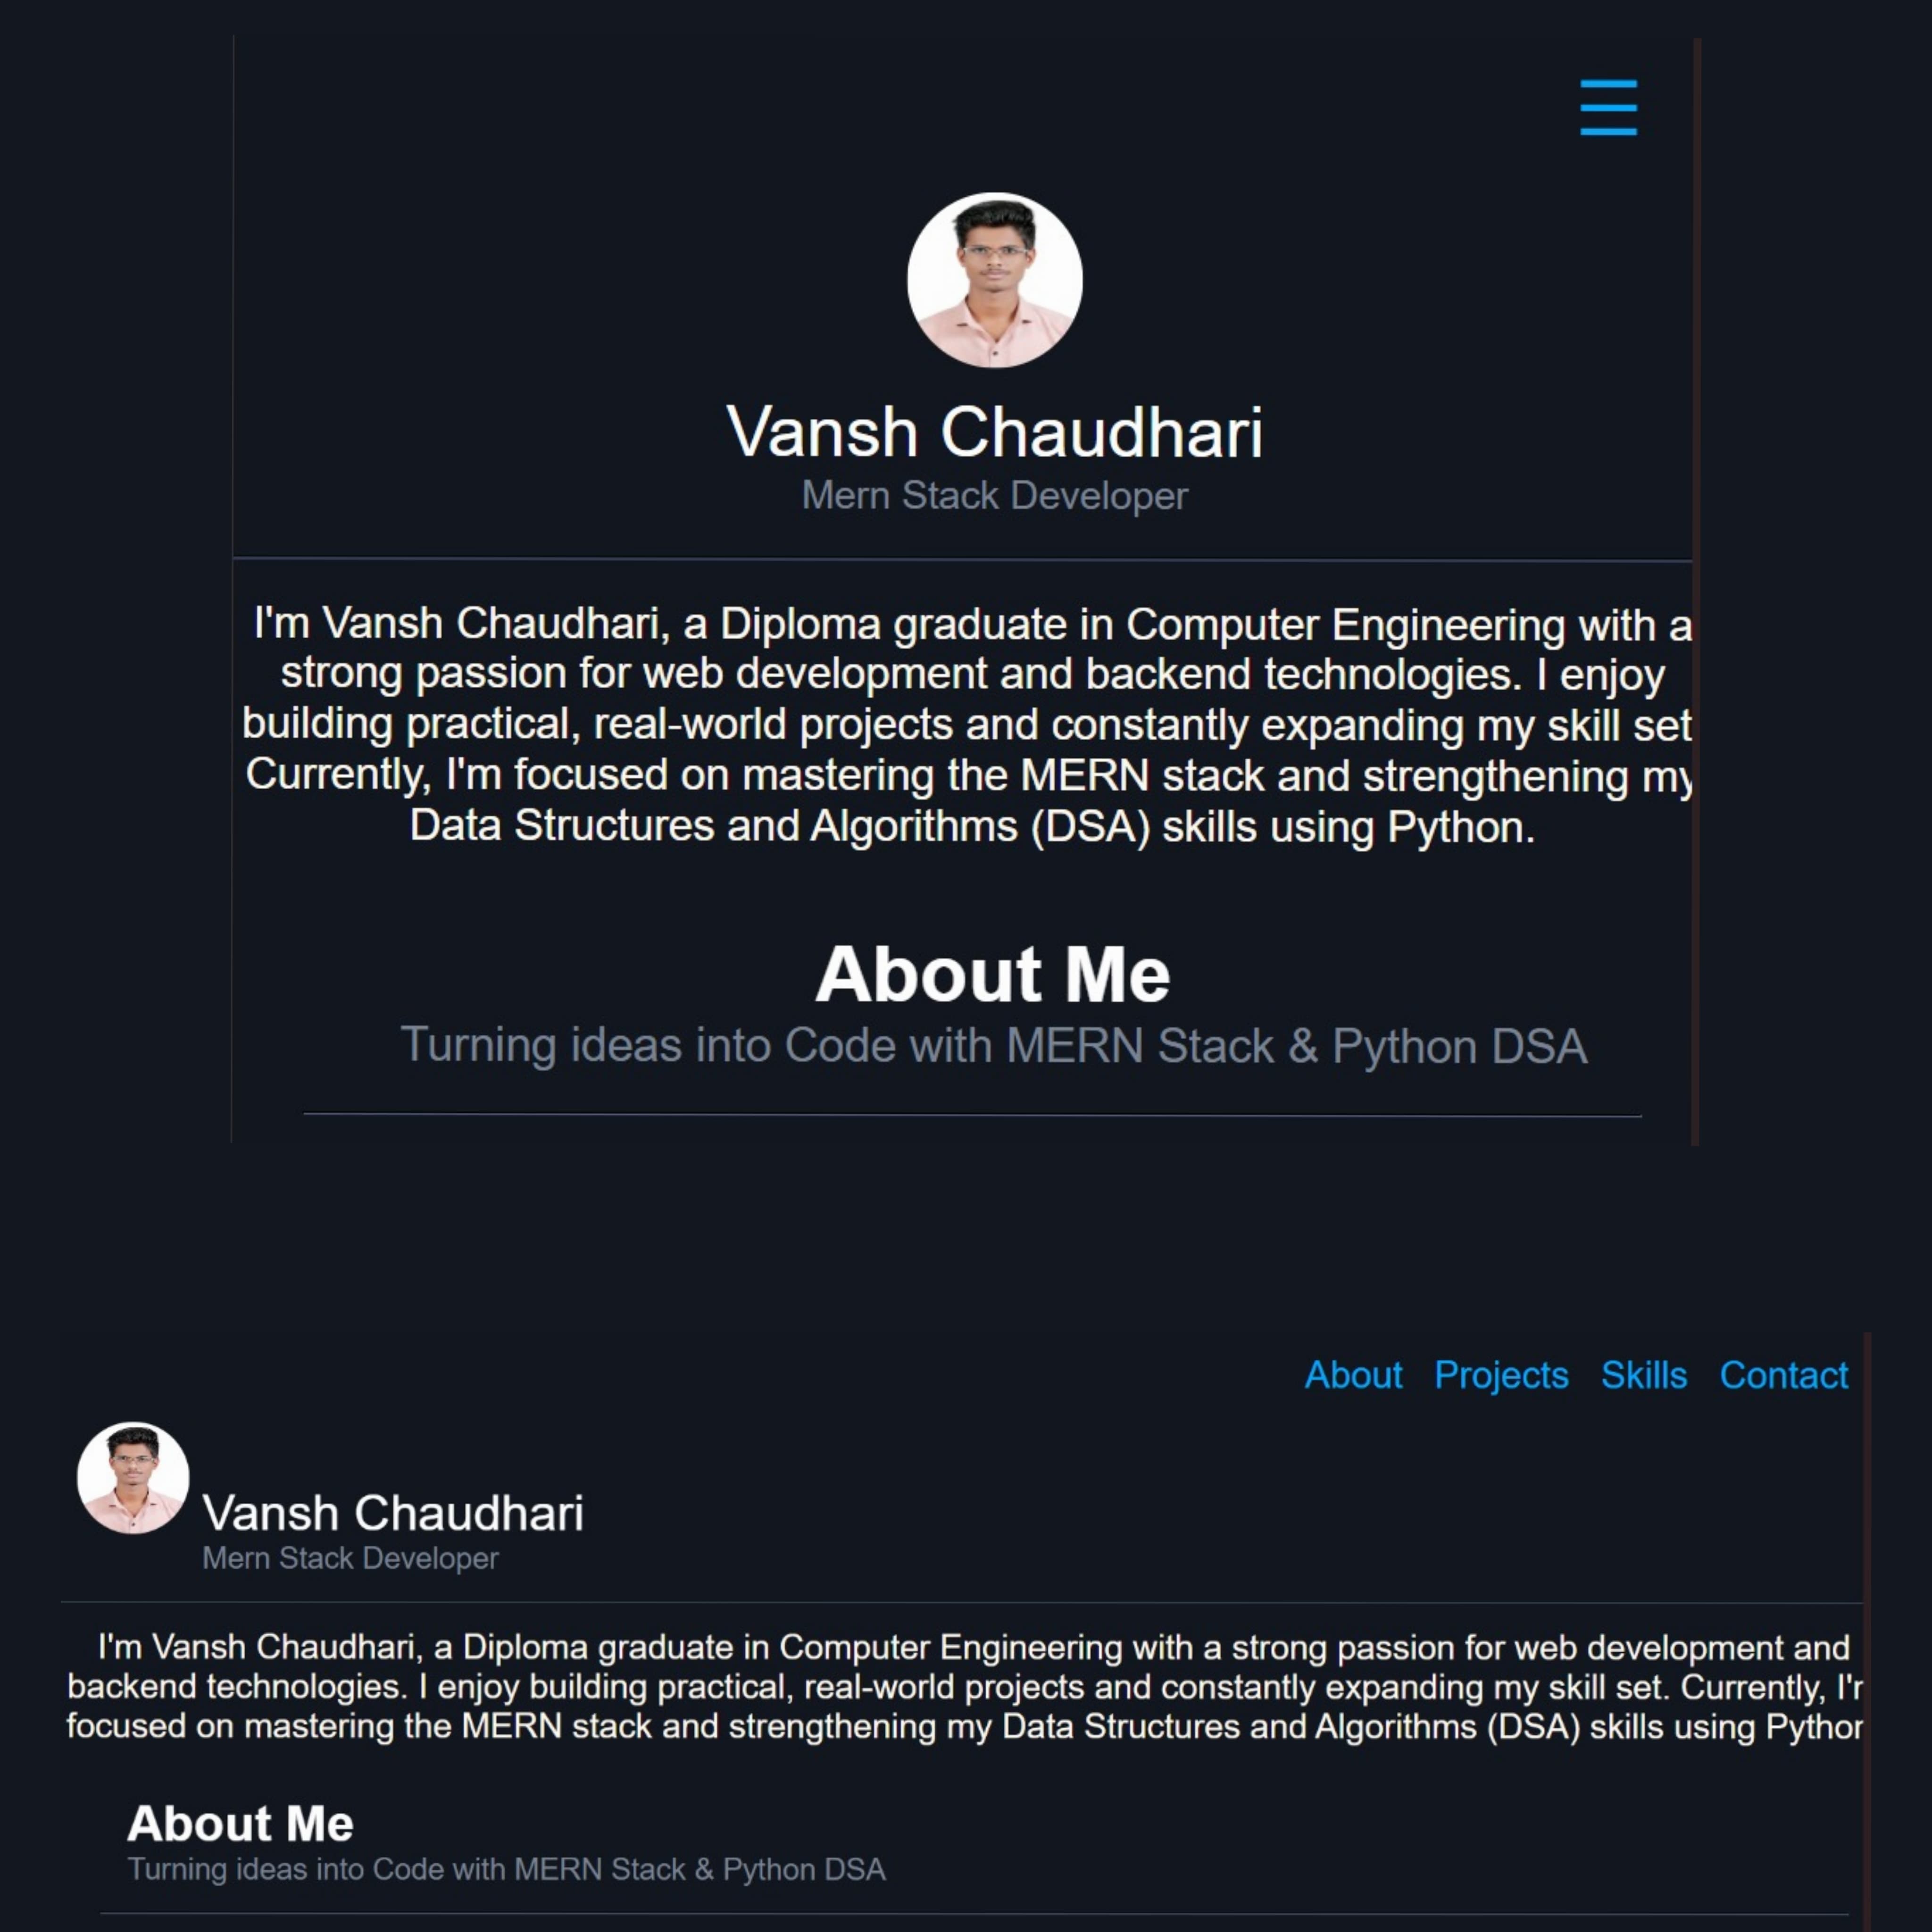 Vansh Chaudhari
Mern Stack Developer
I'm Vansh Chaudhari, a Diploma graduate in Computer Engineering with a
strong passion for web development and backend technologies. I enjoy
building practical, real-world projects and constantly expanding my skill set
Currently, I'm focused on mastering the MERN stack and strengthening my
Data Structures and Algorithms (DSA) skills using Python.
About Me
Turning ideas into Code with MERN Stack & Python DSA
About Projects Skills Contact
Vansh Chaudhari
Mern Stack Developer
I'm Vansh Chaudhari, a Diploma graduate in Computer Engineering with a strong passion for web development and
backend technologies. I enjoy building practical, real-world projects and constantly expanding my skill set. Currently,
focused on mastering the MERN stack and strengthening my Data Structures and Algorithms (DSA) skills using
About Me
Turning ideas into Code with MERN Stack & Python DSA